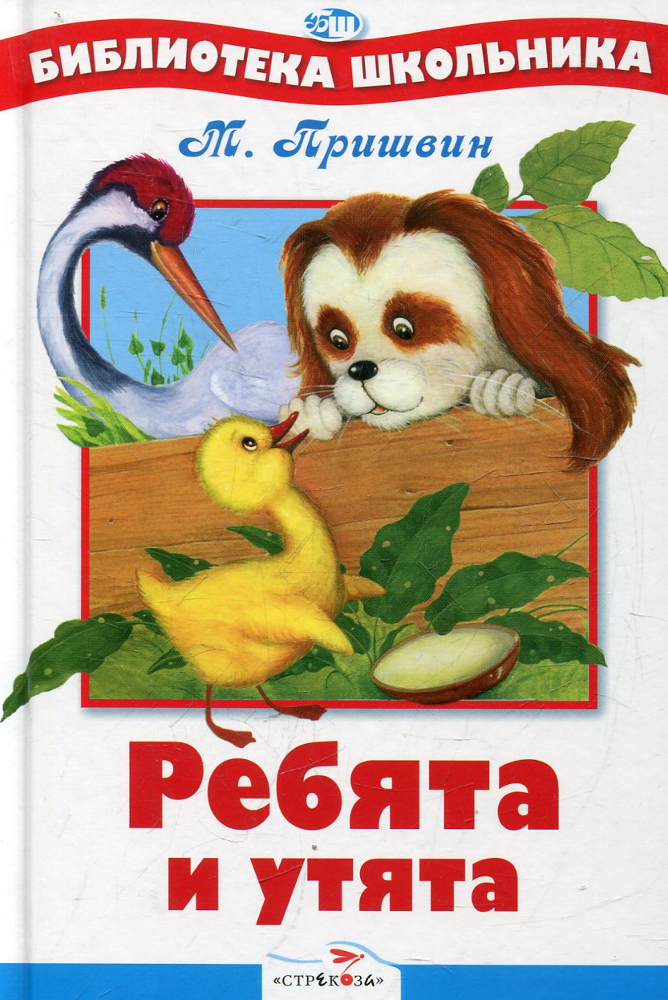 БШ
БИБЛИОТЕКА ШКОЛЬНИКА
М. Пришвин
Ребята
и утята
«СТРЕКОЗА»